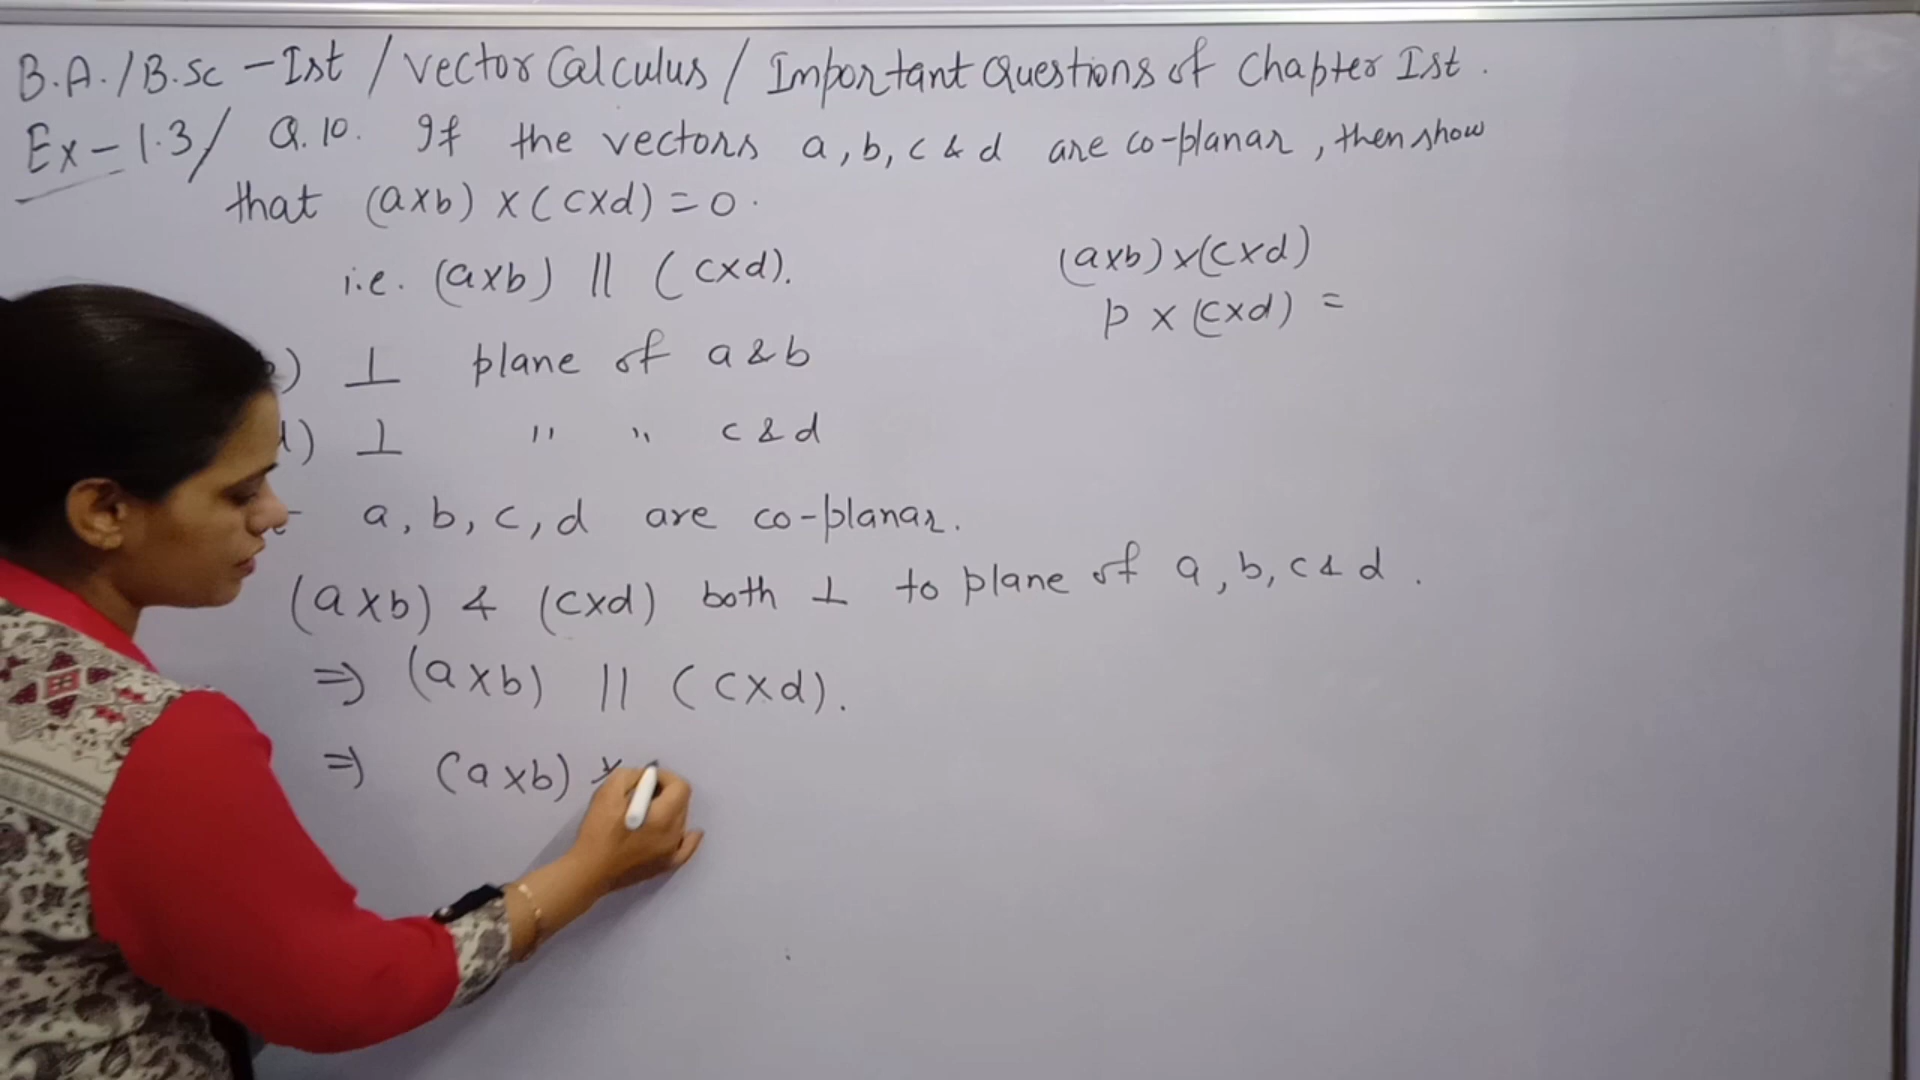 B.A./B.Sc - Ist / Vector Calculus / Important Questions of Chapter Ist.
Ex-1.3/ Q.10. If the vectors a, b, c & d are co-planar, then show
that (a×b) × (c×d) = 0.
i.e. (a×b) || (c×d).
(a×b)×(c×d)
p × (c×d) =
) ⊥ plane of a & b
) ⊥ " " c & d
a, b, c, d are co-planar.
(a×b) & (c×d) both ⊥ to plane of a, b, c & d.
⇒ (a×b) || (c×d).
⇒ (a×b) ×